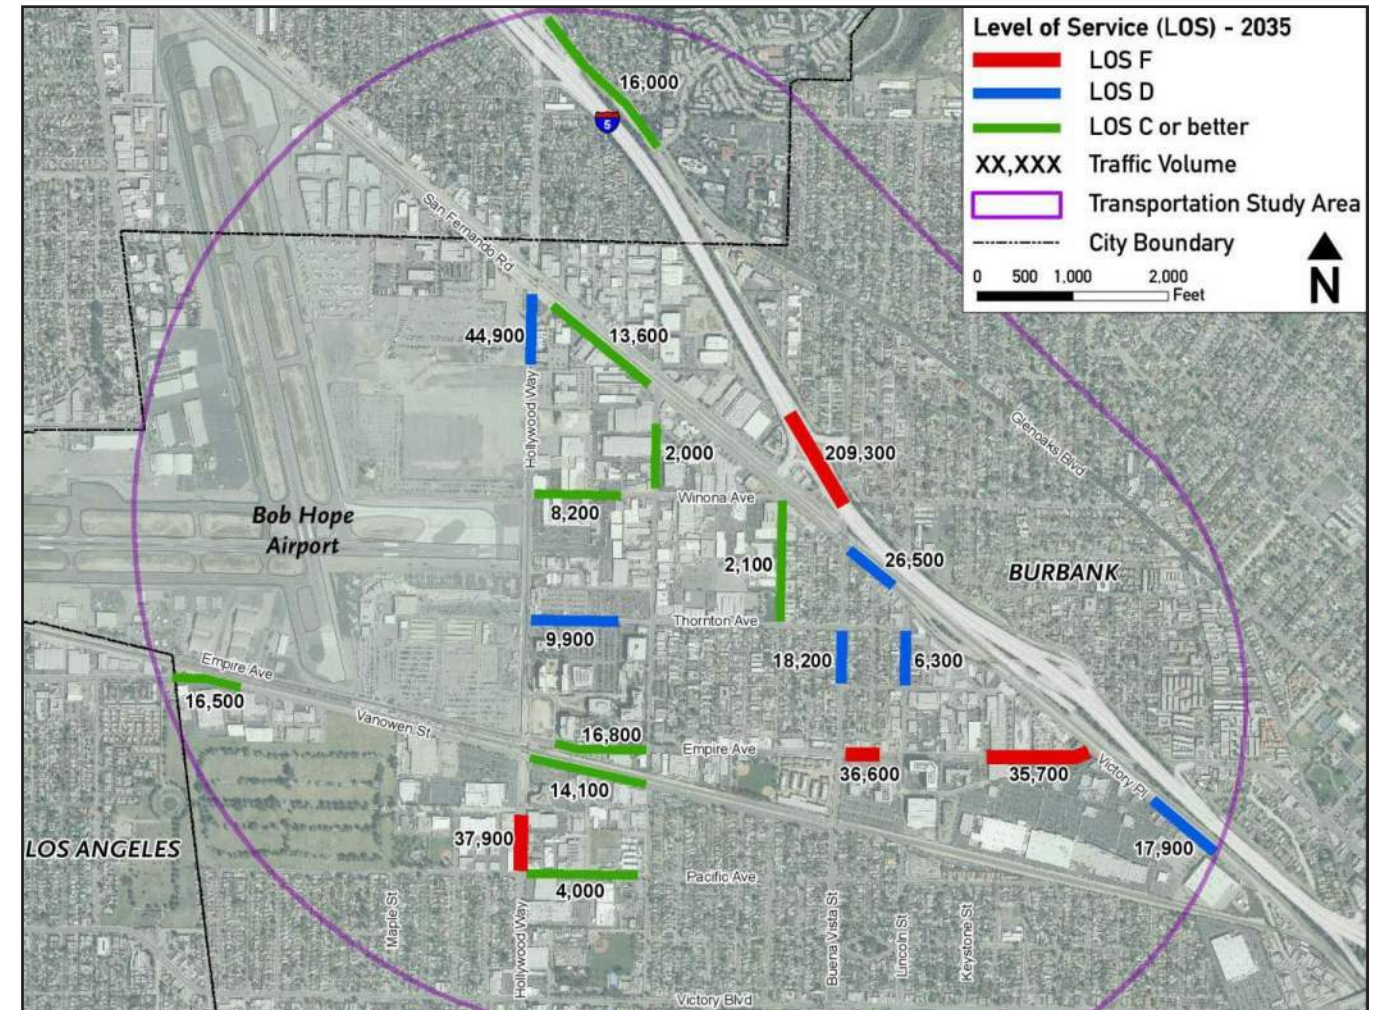 Level of Service (LOS) - 2035
LOS F
LOS D
LOS C or better
XX,XXX Traffic Volume
Transportation Study Area
City Boundary
0 500 1,000 2,000
Feet
N
16,000
5
San Fernando Rd
44,900
13,600
Hollywood Way
Glenoaks Blvd
209,300
2,000
Winona Ave
8,200
Bob Hope
Airport
2,100
26,500
BURBANK
Thornton Ave
9,900
18,200
6,300
Empire Ave
16,500
Vanowen St
16,800
Empire Ave
36,600
35,700
Victory Pl
14,100
37,900
17,900
LOS ANGELES
Pacific Ave
4,000
Maple St
Hollywood Way
Buena Vista St
Lincoln St
Keystone St
Victory Blvd